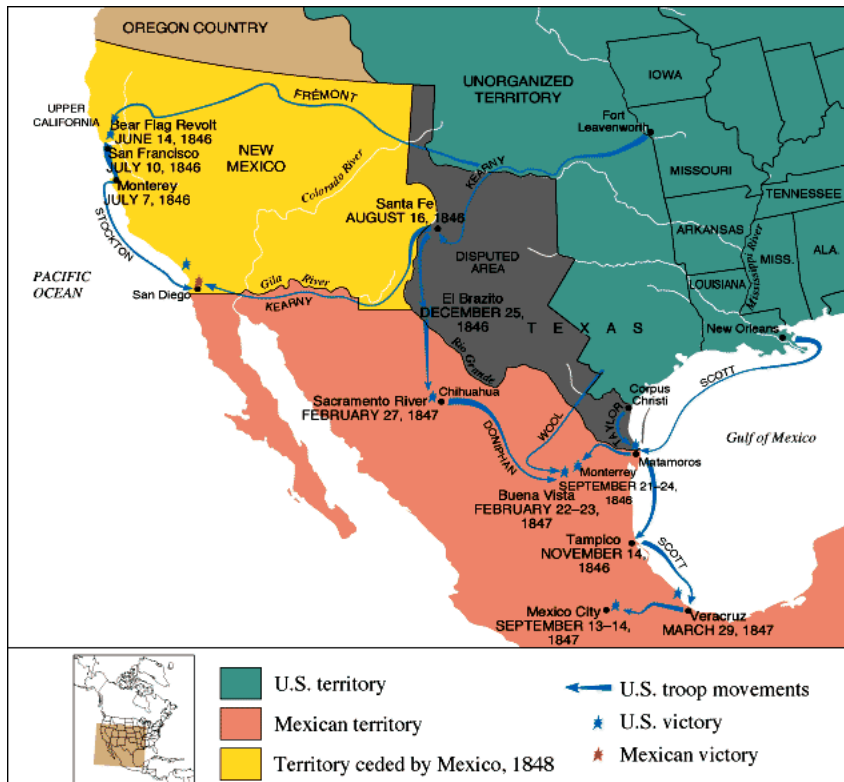 OREGON COUNTRY
UNORGANIZED
TERRITORY
IOWA
FRÉMONT
Fort
Leavenworth
UPPER
CALIFORNIA
Bear Flag Revolt
JUNE 14, 1846
San Francisco
JULY 10, 1846
Monterey
JULY 7, 1846
NEW
MEXICO
Colorado River
KEARNY
MISSOURI
TENNESSEE
Santa Fe
AUGUST 16, 1846
ARKANSAS
MISS.
ALA.
Mississippi River
STOCKTON
PACIFIC
OCEAN
San Diego
Gila River
KEARNY
DISPUTED
AREA
LOUISIANA
El Brazito
DECEMBER 25,
1846
TEXAS
New Orleans
Rio Grande
SCOTT
Chihuahua
Sacramento River
FEBRUARY 27, 1847
Corpus
Christi
TAYLOR
WOOL
DONIPHAN
Gulf of Mexico
Matamoros
Monterrey
SEPTEMBER 21–24,
1846
Buena Vista
FEBRUARY 22–23,
1847
Tampico
NOVEMBER 14,
1846
SCOTT
Mexico City
SEPTEMBER 13–14,
1847
Veracruz
MARCH 29, 1847
U.S. territory
Mexican territory
Territory ceded by Mexico, 1848
U.S. troop movements
U.S. victory
Mexican victory